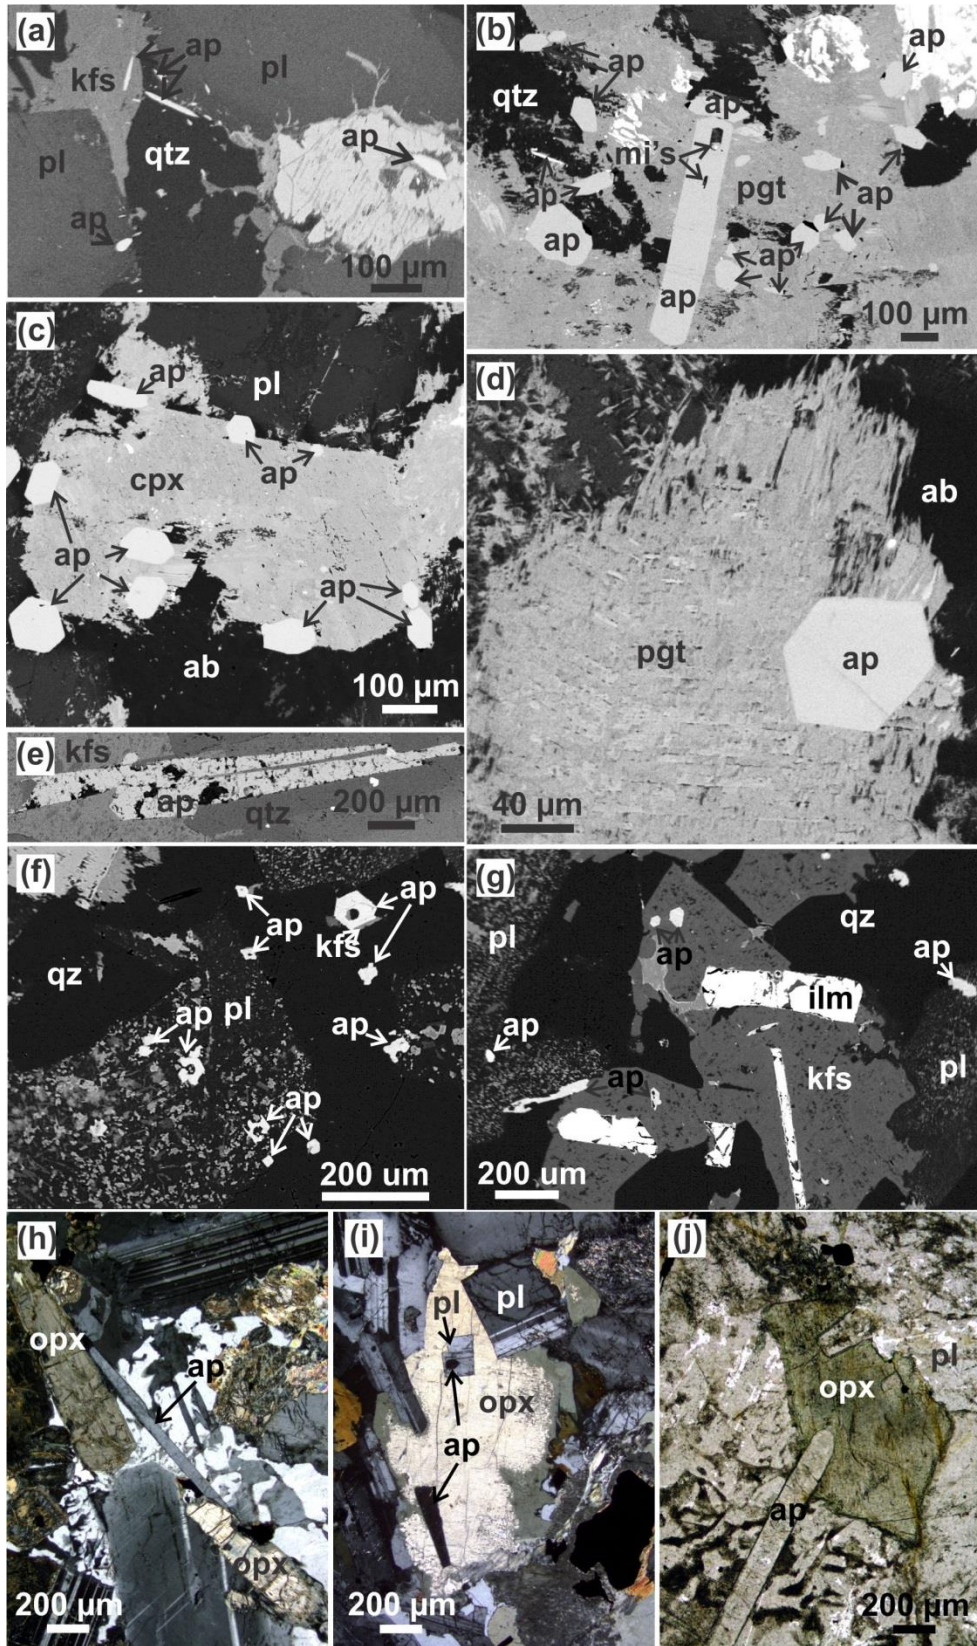 (a)
ap
kfs
pl
pl
qtz
ap
ap
100 µm
(b)
ap
ap
qtz
ap
mi's
pgt
ap
ap
ap
ap
ap
100 µm
(c)
ap
pl
ap
cpx
ap
ap
ab
100 µm
(d)
ab
pgt
ap
40 µm
(e)
kfs
ap
200 µm
qtz
(f)
ap
ap
kfs
qz
ap
pl
ap
ap
200 um
(g)
qz
pl
ap
ap
ilm
ap
pl
ap
kfs
200 um
(h)
opx
ap
opx
200 µm
(i)
pl
pl
opx
ap
200 µm
(j)
pl
opx
ap
200 µm